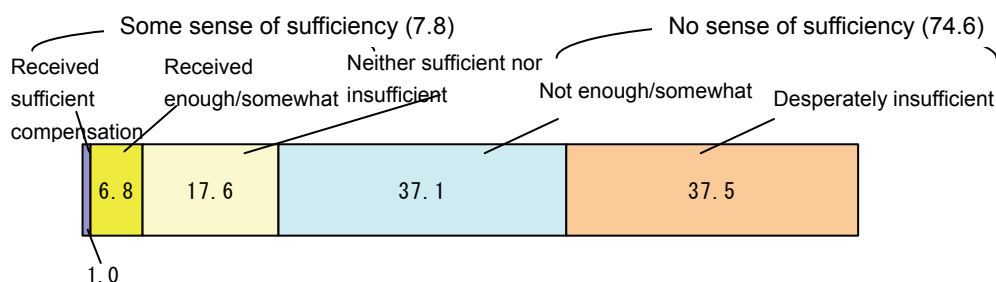 Some sense of sufficiency (7.8)
No sense of sufficiency (74.6)
Received
sufficient
compensation
Received
enough/somewhat
Neither sufficient nor
insufficient
Not enough/somewhat
Desperately insufficient
6.8
17.6
37.1
37.5
1.0